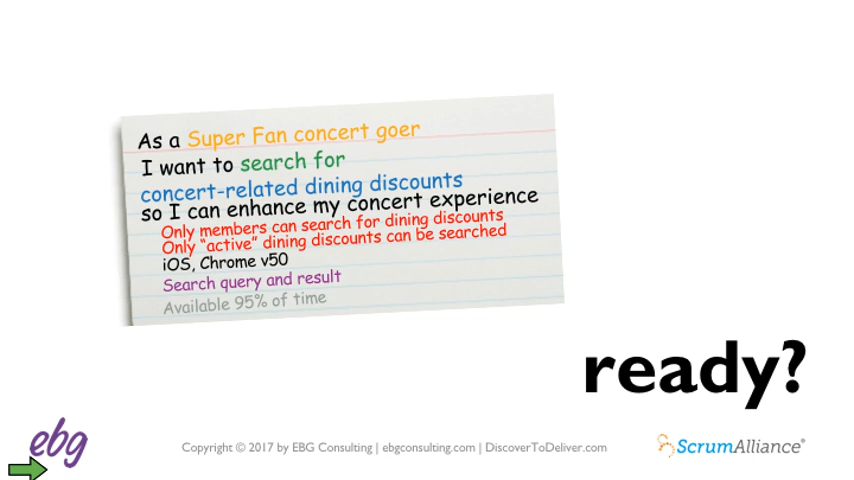 As a Super Fan concert goer
I want to search for
concert-related dining discounts
so I can enhance my concert experience
Only members can search for dining discounts
Only “active” dining discounts can be searched
iOS, Chrome v50
Search query and result
Available 95% of time
ready?
ebg
Copyright © 2017 by EBG Consulting | ebgconsulting.com | DiscoverToDeliver.com
ScrumAlliance®